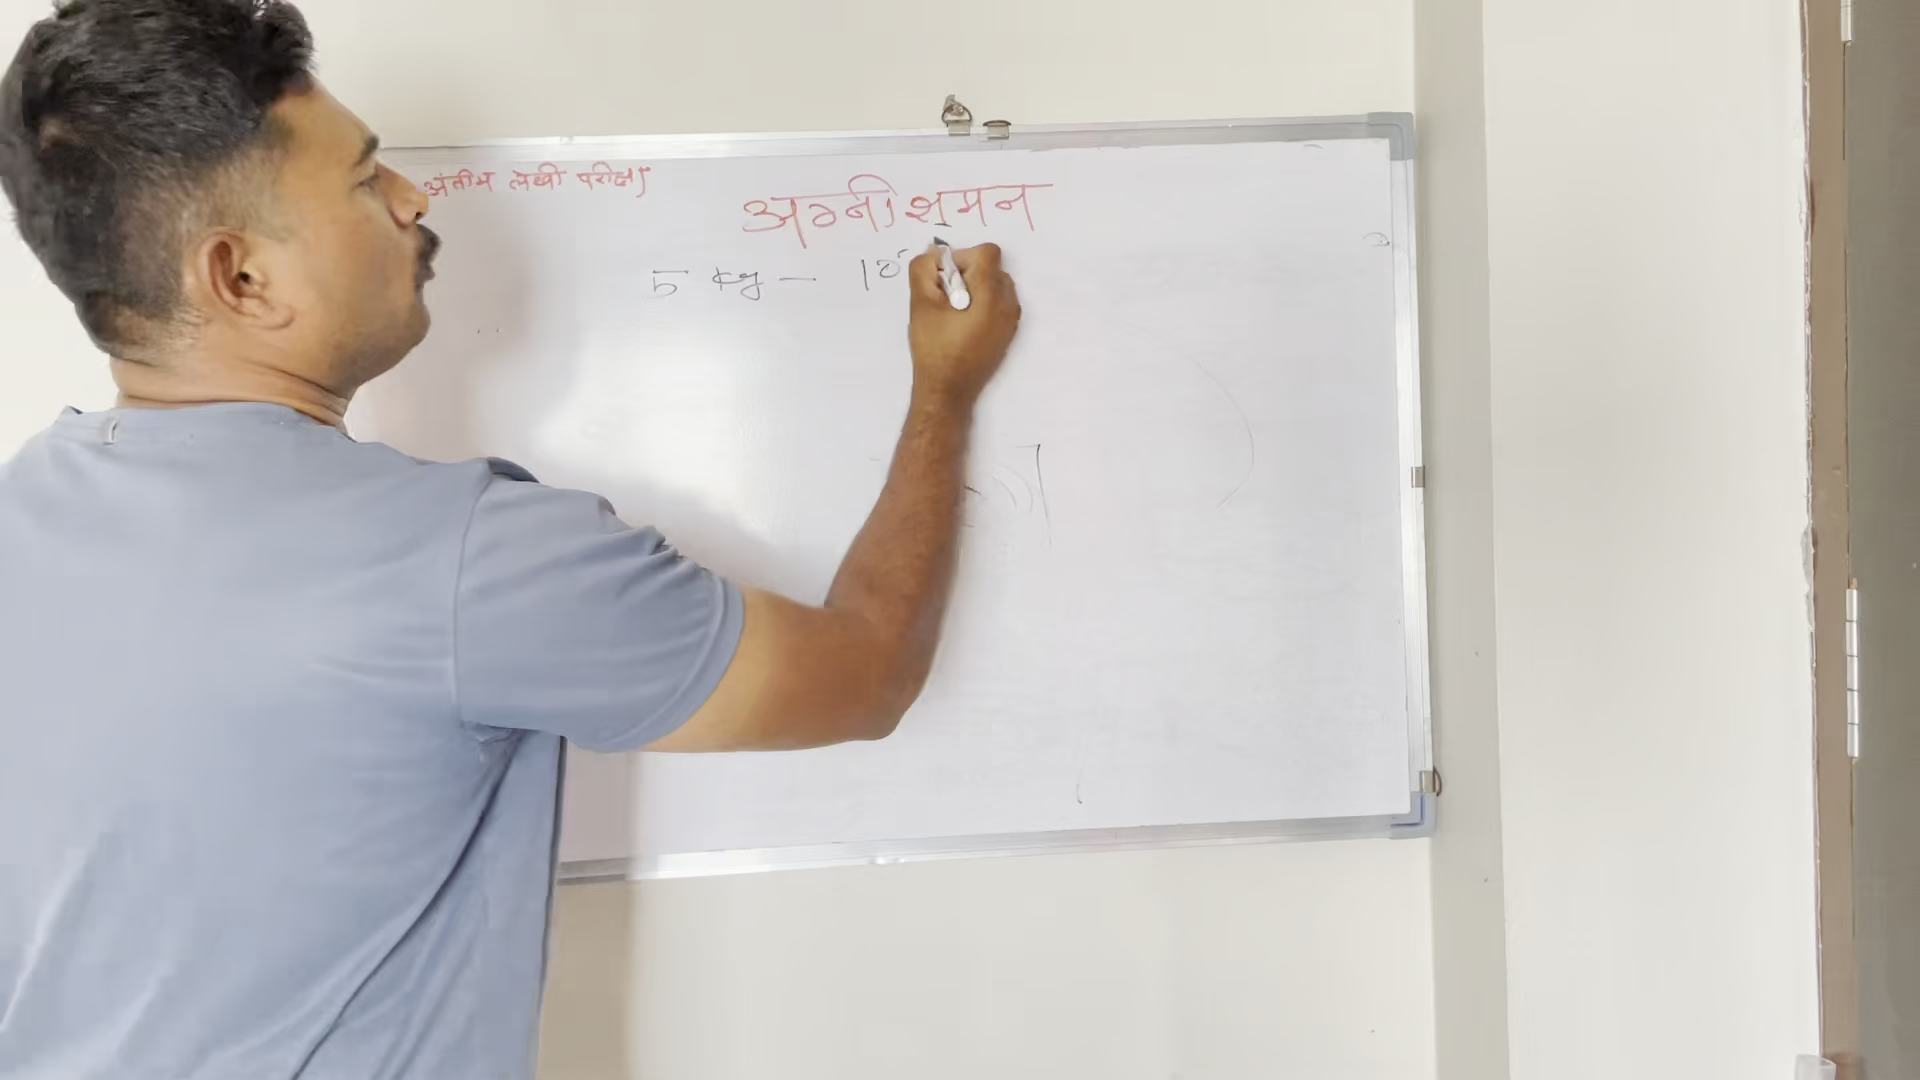 अंतीम लेखी परीक्षा
अग्नीशमन
5 kg — 10